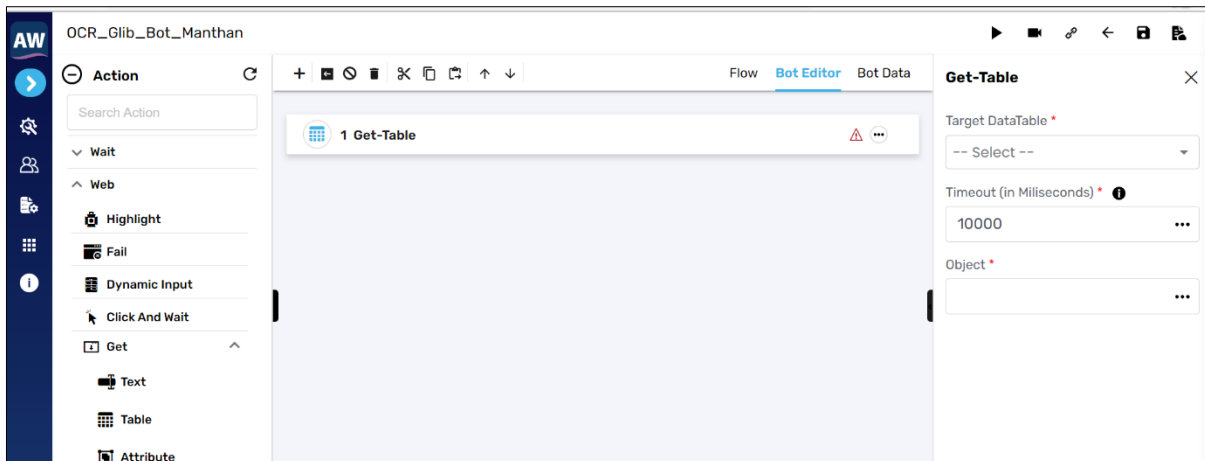 AW
OCR_Glib_Bot_Manthan
Action
Search Action
Wait
Web
Highlight
Fail
Dynamic Input
Click And Wait
Get
Text
Table
Attribute
Flow Bot Editor Bot Data
1 Get-Table
Get-Table
Target DataTable *
-- Select --
Timeout (in Miliseconds) *
10000
Object *